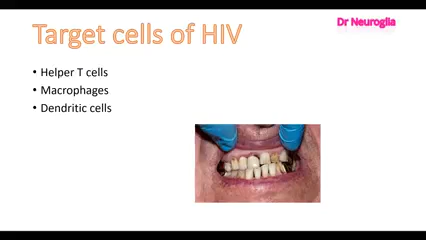 Target cells of HIV
Dr Neuroglia
• Helper T cells
• Macrophages
• Dendritic cells